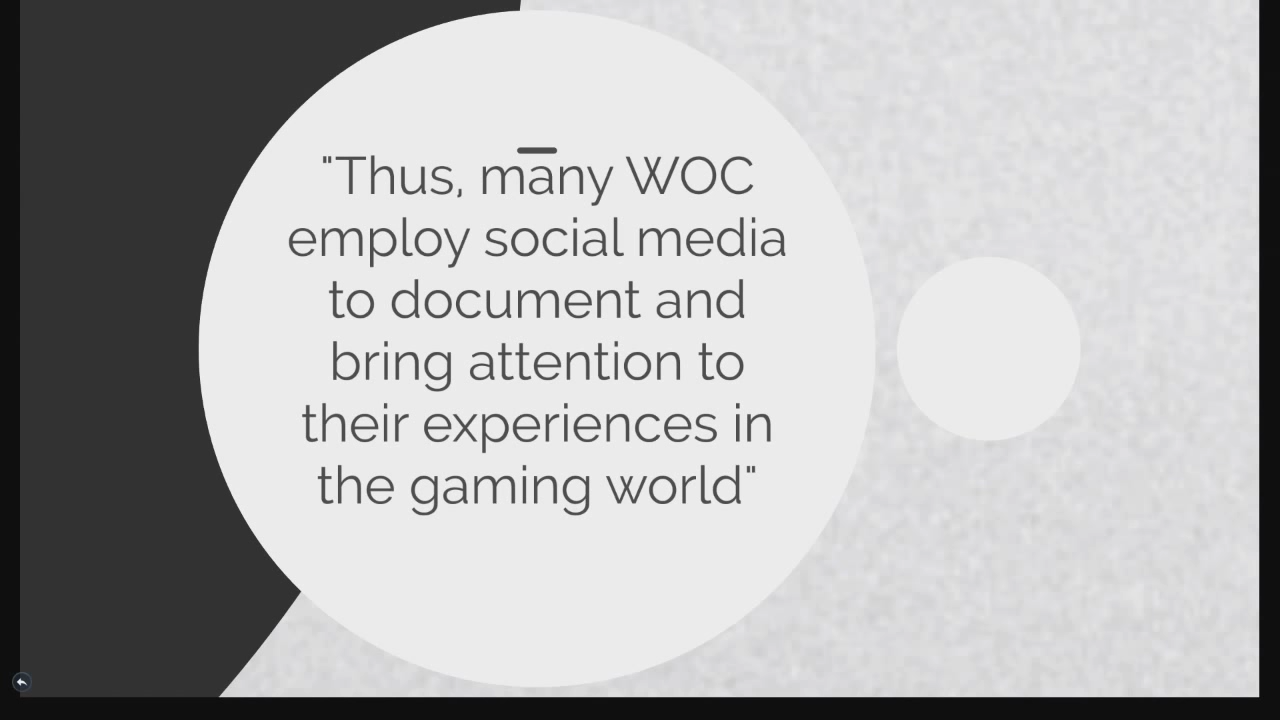 "Thus, many WOC
employ social media
to document and
bring attention to
their experiences in
the gaming world"